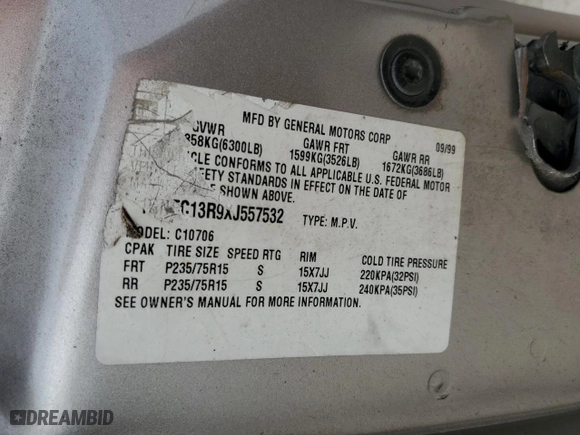 MFD BY GENERAL MOTORS CORP 09/99
GVWR GAWR FRT GAWR RR
858KG(6300LB) 1599KG(3526LB) 1672KG(3686LB)
CLE CONFORMS TO ALL APPLICABLE U.S. FEDERAL MOTOR
FETY STANDARDS IN EFFECT ON THE DATE OF
E SHOWN ABOVE.
C13R9XJ557532 TYPE: M.P.V.
ODEL: C10706
CPAK TIRE SIZE SPEED RTG RIM COLD TIRE PRESSURE
FRT P235/75R15 S 15X7JJ 220KPA(32PSI)
RR P235/75R15 S 15X7JJ 240KPA(35PSI)
SEE OWNER'S MANUAL FOR MORE INFORMATION.
DREAMBID